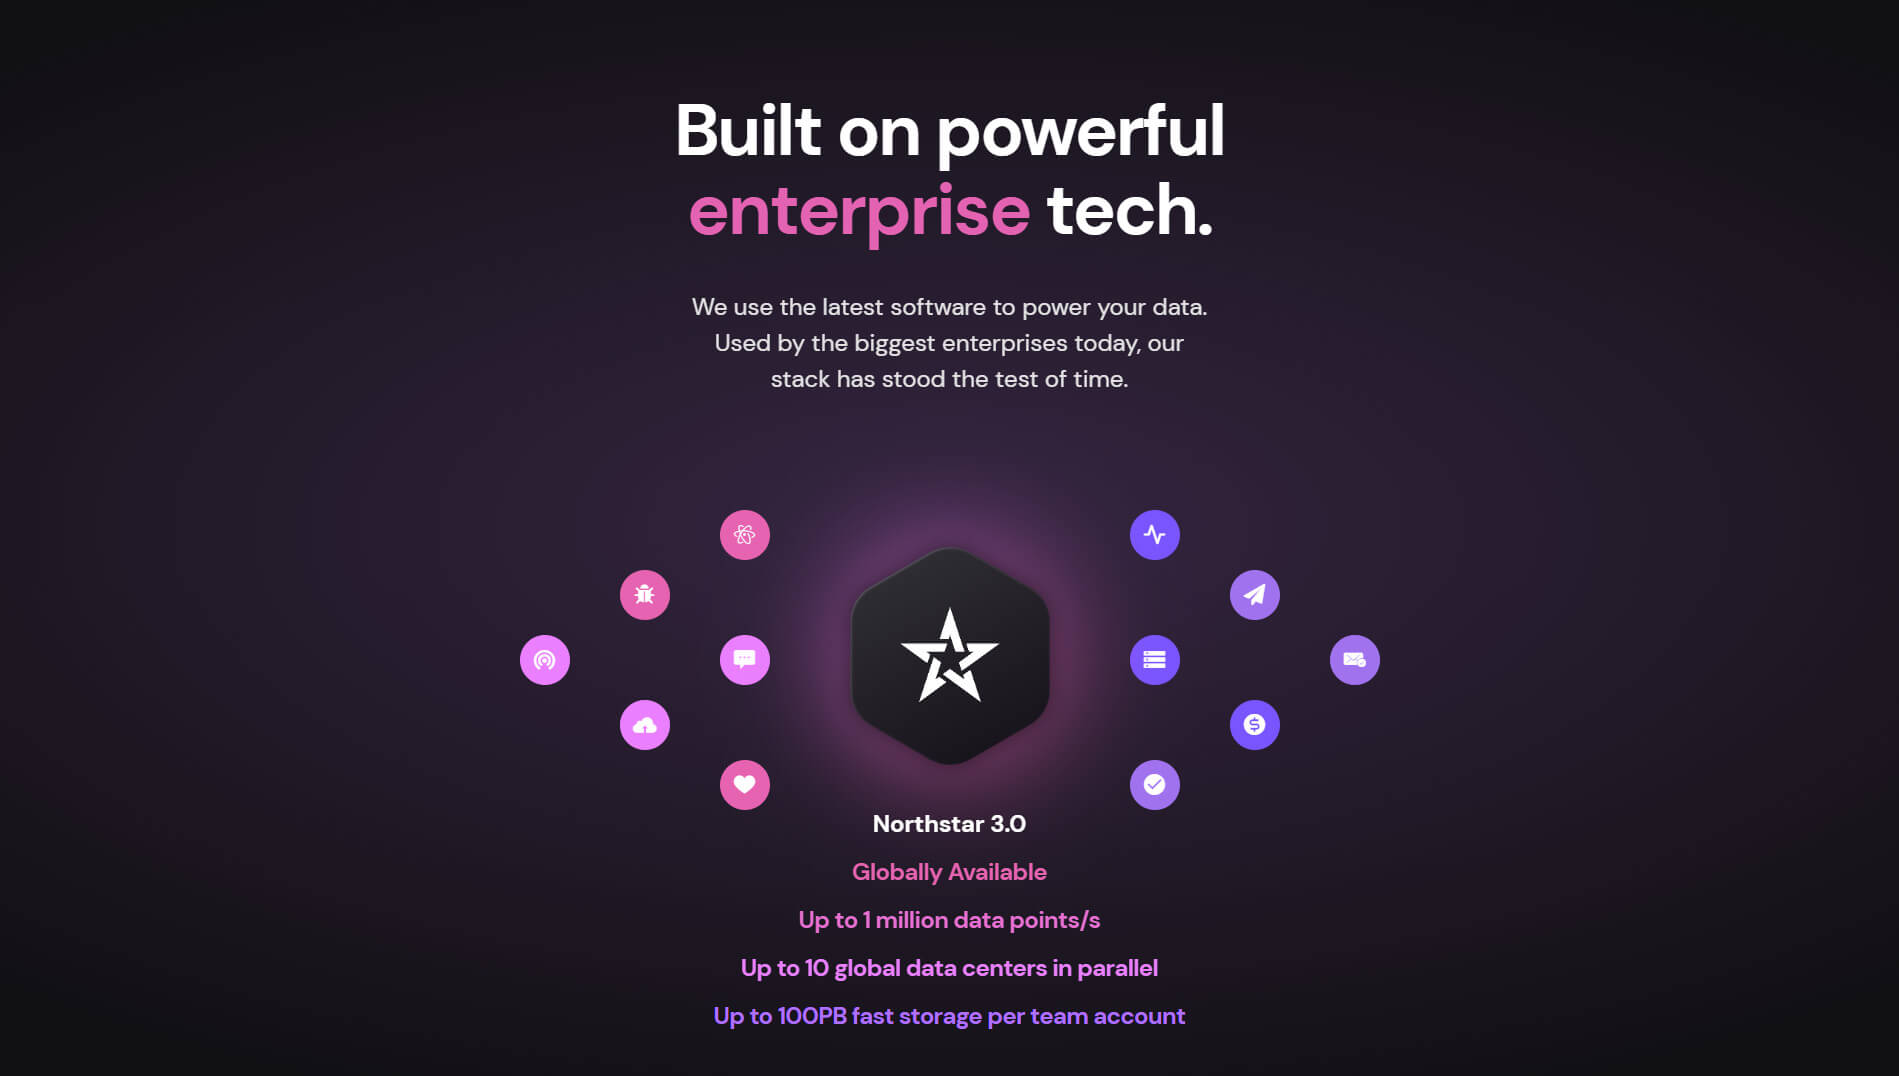 Built on powerful
enterprise tech.
We use the latest software to power your data.
Used by the biggest enterprises today, our
stack has stood the test of time.
Northstar 3.0
Globally Available
Up to 1 million data points/s
Up to 10 global data centers in parallel
Up to 100PB fast storage per team account